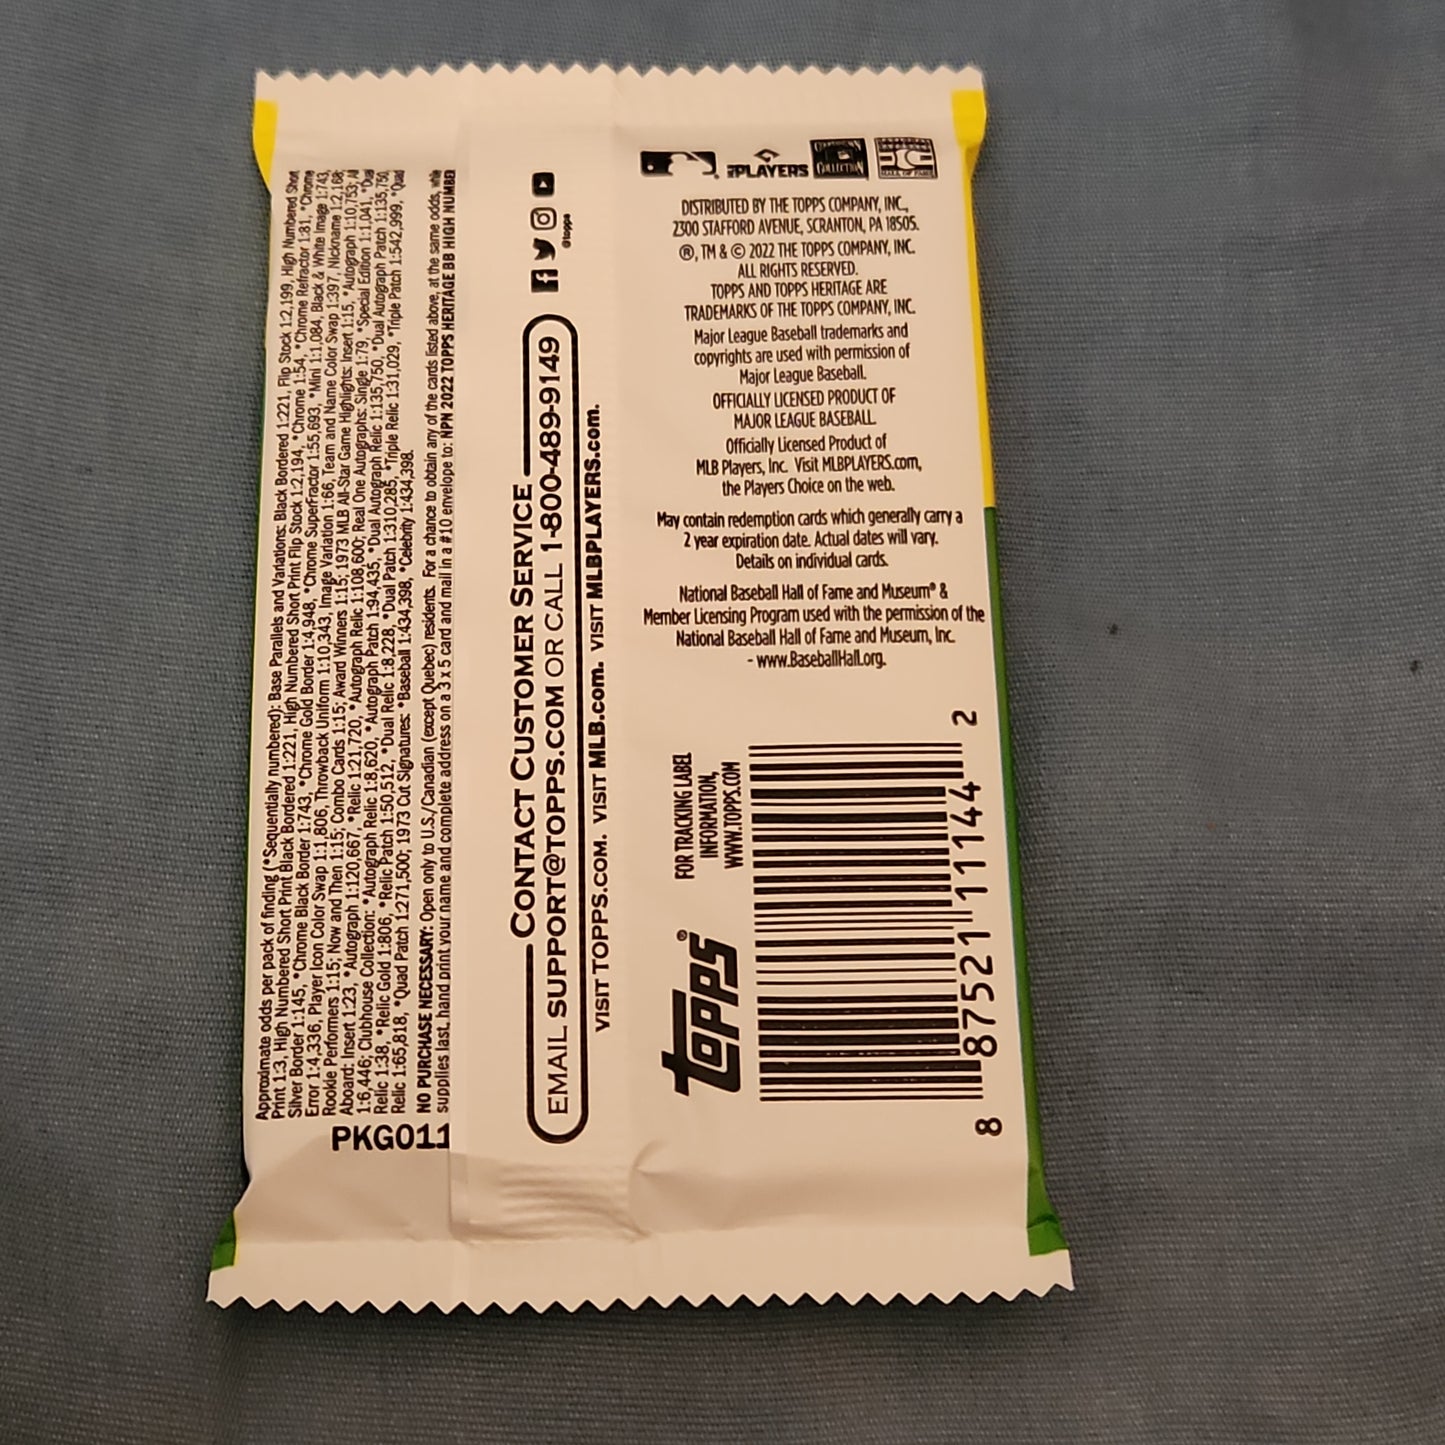 Approximate odds per pack of finding (*Sequentially numbered): Base Parallels and Variations: Black Bordered 1:221, Flip Stock 1:2,199, High Numbered Short
Print 1:3, High Numbered Short Print Black Bordered 1:221, High Numbered Short Print Flip Stock 1:2,194, *Chrome 1:54, *Chrome Refractor 1:81, *Chrome
Silver Border 1:145, *Chrome Black Border 1:743, *Chrome Gold Border 1:4,948, *Chrome SuperFractor 1:55,693, *Mini 1:1,084, Black & White Image 1:743,
Error 1:4,336, Player Icon Color Swap 1:1,806, Throwback Uniform 1:10,343, Image Variation 1:66, Team and Name Color Swap 1:397, Nickname 1:2,168;
Rookie Performers 1:15; Now and Then 1:15; Combo Cards 1:15; Award Winners 1:15; 1973 MLB All-Star Game Highlights: Insert 1:15, *Autograph 1:10,753; All
Aboard: Insert 1:23, *Autograph 1:120,667, *Relic 1:21,720, *Autograph Relic 1:108,600; Real One Autographs: Single 1:79, *Special Edition 1:1,041, *Dual
1:6,446; Clubhouse Collection: *Autograph Relic 1:8,620, *Autograph Patch 1:94,435, *Dual Autograph Relic 1:135,750, *Dual Autograph Patch 1:135,750,
Relic 1:38, *Relic Gold 1:806, *Relic Patch 1:50,512, *Dual Relic 1:8,228, *Dual Patch 1:310,285, *Triple Relic 1:31,029, *Triple Patch 1:542,999, *Quad
Relic 1:65,818, *Quad Patch 1:271,500; 1973 Cut Signatures: *Baseball 1:434,398, *Celebrity 1:434,398.
NO PURCHASE NECESSARY: Open only to U.S./Canadian (except Quebec) residents. For a chance to obtain any of the cards listed above, at the same odds, while
supplies last, hand print your name and complete address on a 3 x 5 card and mail in a #10 envelope to: NPN 2022 TOPPS HERITAGE BB HIGH NUMBER
PKG011
CONTACT CUSTOMER SERVICE
EMAIL SUPPORT@TOPPS.COM OR CALL 1-800-489-9149
VISIT TOPPS.COM. VISIT MLB.com. VISIT MLBPLAYERS.com.
@topps
PLAYERS
COOPERSTOWN
COLLECTION
HALL OF FAME
DISTRIBUTED BY THE TOPPS COMPANY, INC.,
2300 STAFFORD AVENUE, SCRANTON, PA 18505.
®, TM & © 2022 THE TOPPS COMPANY, INC.
ALL RIGHTS RESERVED.
TOPPS AND TOPPS HERITAGE ARE
TRADEMARKS OF THE TOPPS COMPANY, INC.
Major League Baseball trademarks and
copyrights are used with permission of
Major League Baseball.
OFFICIALLY LICENSED PRODUCT OF
MAJOR LEAGUE BASEBALL
Officially Licensed Product of
MLB Players, Inc. Visit MLBPLAYERS.com,
the Players Choice on the web.
May contain redemption cards which generally carry a
2 year expiration date. Actual dates will vary.
Details on individual cards.
National Baseball Hall of Fame and Museum® &
Member Licensing Program used with the permission of the
National Baseball Hall of Fame and Museum, Inc.
- www.BaseballHall.org.
FOR TRACKING LABEL
INFORMATION,
WWW.TOPPS.COM
topps®
8 87521 11144 2